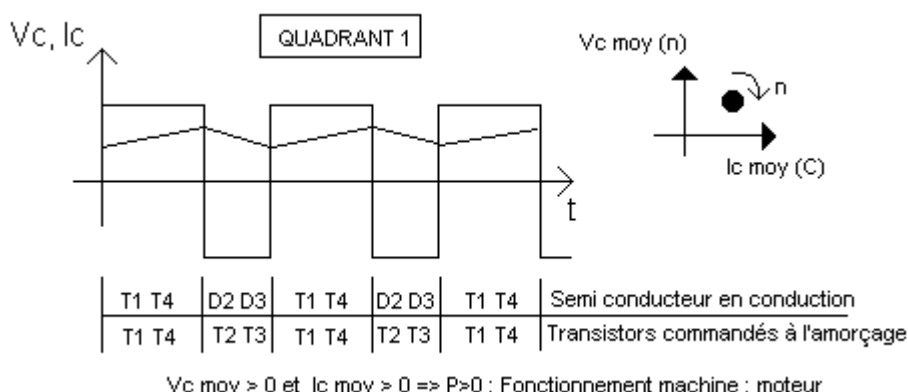 Vc, Ic
QUADRANT 1
Vc moy (n)
n
Ic moy (C)
t
T1 T4 D2 D3 T1 T4 D2 D3 T1 T4 Semi conducteur en conduction
T1 T4 T2 T3 T1 T4 T2 T3 T1 T4 Transistors commandés à l'amorçage
Vc moy > 0 et Ic moy > 0 => P>0 : Fonctionnement machine : moteur